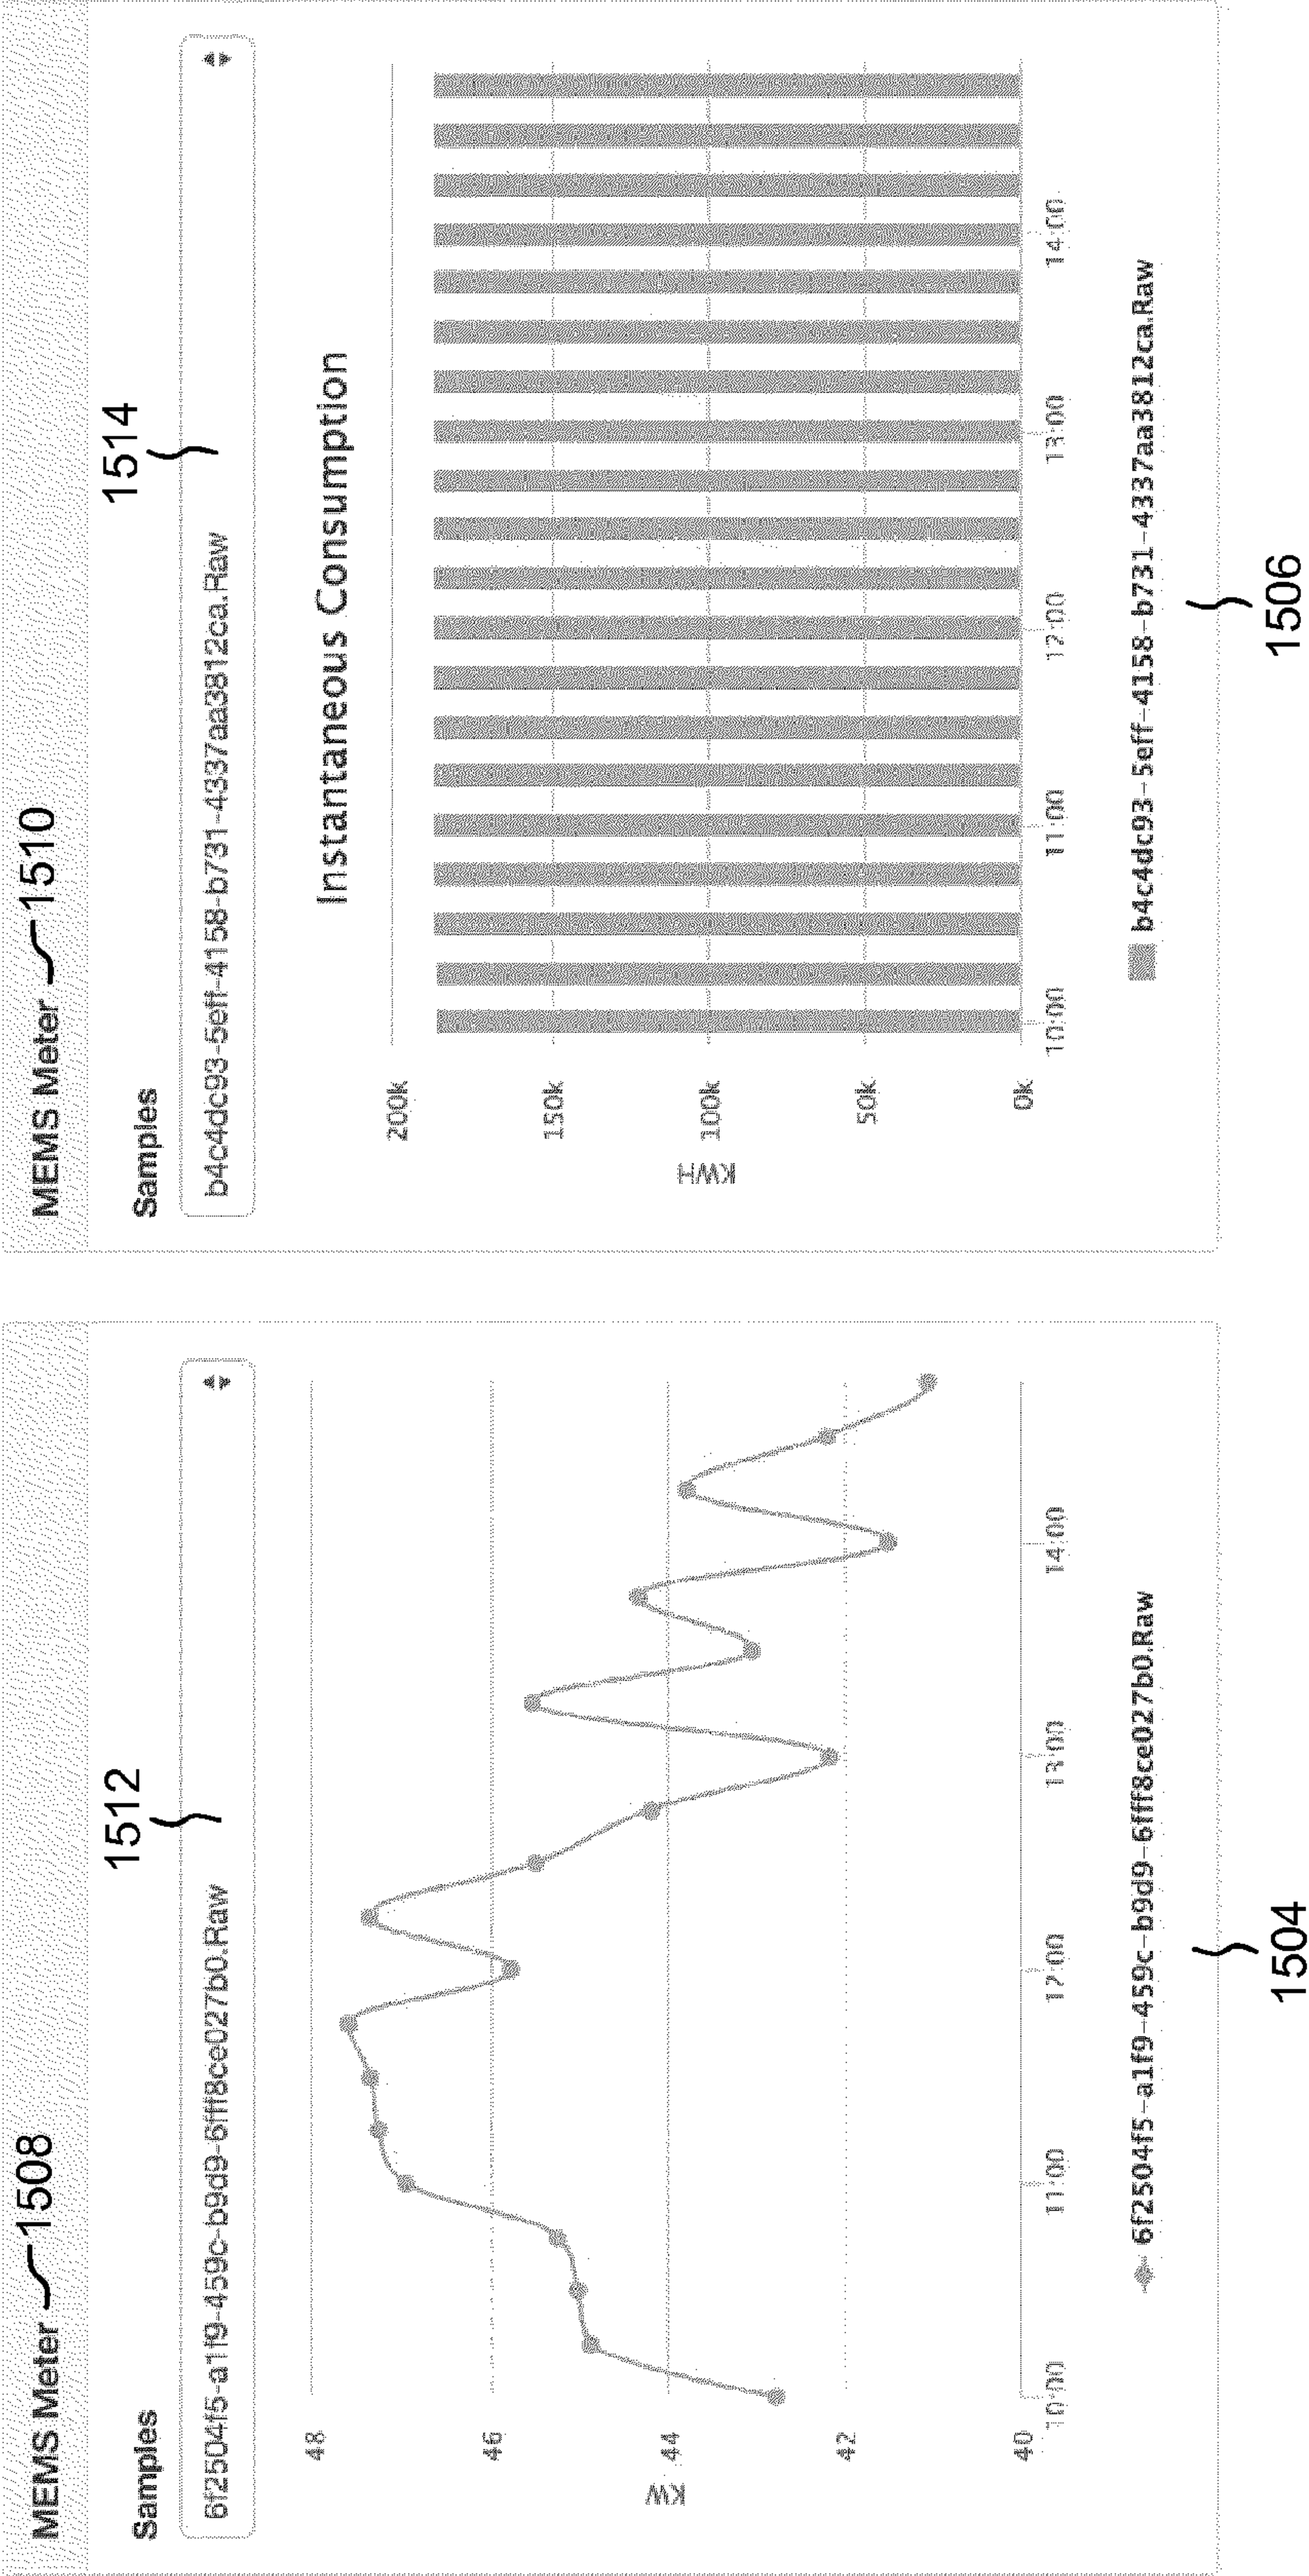 MEMS Meter 1508
Samples
1512
6f2504f5-a1f9-459c-b9d9-6fff8ce027b0.Raw
48
46
44
42
40
KW
10:00 11:00 12:00 13:00 14:00
6f2504f5-a1f9-459c-b9d9-6fff8ce027b0.Raw
1504
MEMS Meter 1510
Samples
1514
b4c4dc93-5eff-4158-b731-4337aa3812ca.Raw
Instantaneous Consumption
200k
150k
100k
50k
0k
KWH
10:00 11:00 12:00 13:00 14:00
b4c4dc93-5eff-4158-b731-4337aa3812ca.Raw
1506